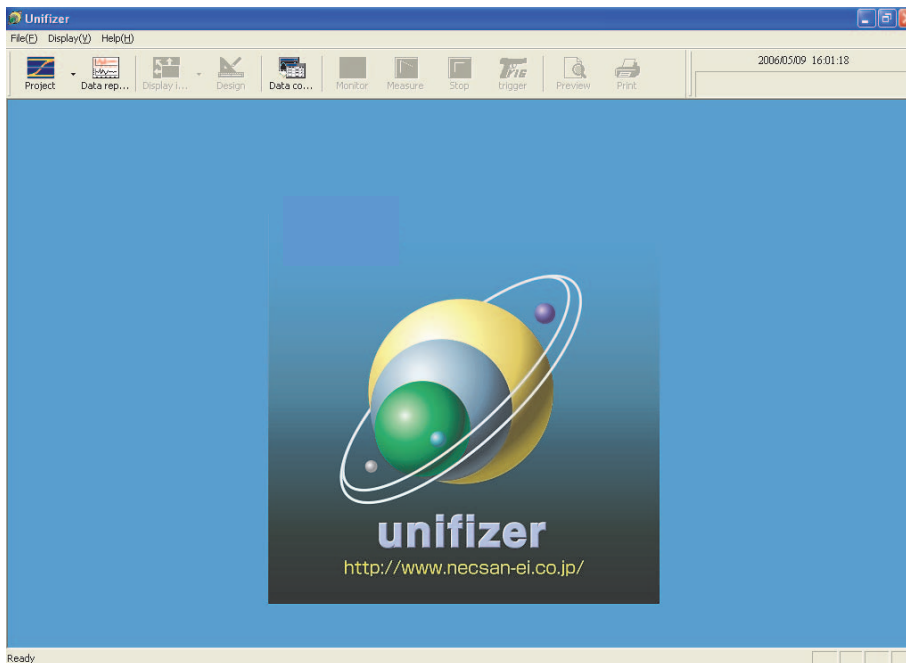 Unifizer
File(F) Display(V) Help(H)
Project Data rep... Display i... Design Data co... Monitor Measure Stop TRIG trigger Preview Print
2006/05/09 16:01:18
unifizer
http://www.necsan-ei.co.jp/
Ready